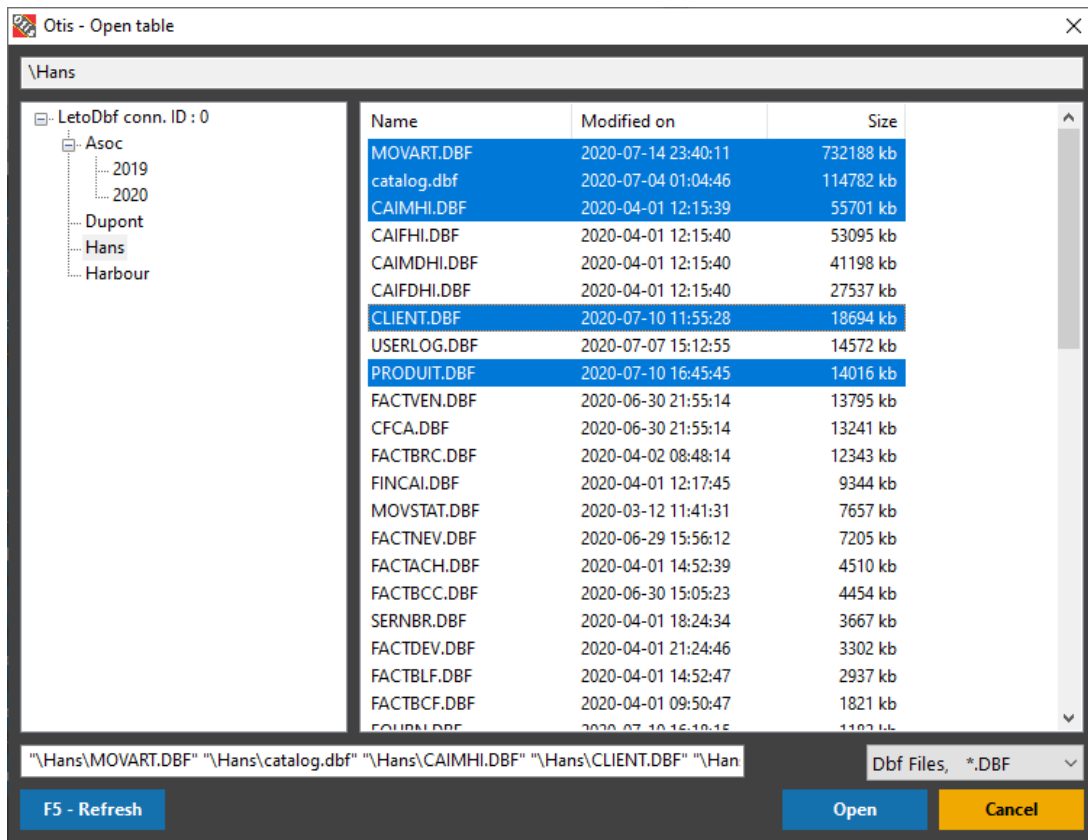 Otis - Open table
\Hans
LetoDbf conn. ID : 0
Asoc
2019
2020
Dupont
Hans
Harbour
Name Modified on Size
MOVART.DBF 2020-07-14 23:40:11 732188 kb
catalog.dbf 2020-07-04 01:04:46 114782 kb
CAIMHI.DBF 2020-04-01 12:15:39 55701 kb
CAIFHI.DBF 2020-04-01 12:15:40 53095 kb
CAIMDHI.DBF 2020-04-01 12:15:40 41198 kb
CAIFDHI.DBF 2020-04-01 12:15:40 27537 kb
CLIENT.DBF 2020-07-10 11:55:28 18694 kb
USERLOG.DBF 2020-07-07 15:12:55 14572 kb
PRODUIT.DBF 2020-07-10 16:45:45 14016 kb
FACTVEN.DBF 2020-06-30 21:55:14 13795 kb
CFCA.DBF 2020-06-30 21:55:14 13241 kb
FACTBRC.DBF 2020-04-02 08:48:14 12343 kb
FINCAI.DBF 2020-04-01 12:17:45 9344 kb
MOVSTAT.DBF 2020-03-12 11:41:31 7657 kb
FACTNEV.DBF 2020-06-29 15:56:12 7205 kb
FACTACH.DBF 2020-04-01 14:52:39 4510 kb
FACTBCC.DBF 2020-06-30 15:05:23 4454 kb
SERNBR.DBF 2020-04-01 18:24:34 3667 kb
FACTDEV.DBF 2020-04-01 21:24:46 3302 kb
FACTBLF.DBF 2020-04-01 14:52:47 2937 kb
FACTBCF.DBF 2020-04-01 09:50:47 1821 kb
"\Hans\MOVART.DBF" "\Hans\catalog.dbf" "\Hans\CAIMHI.DBF" "\Hans\CLIENT.DBF" "\Han
Dbf Files, *.DBF
F5 - Refresh Open Cancel